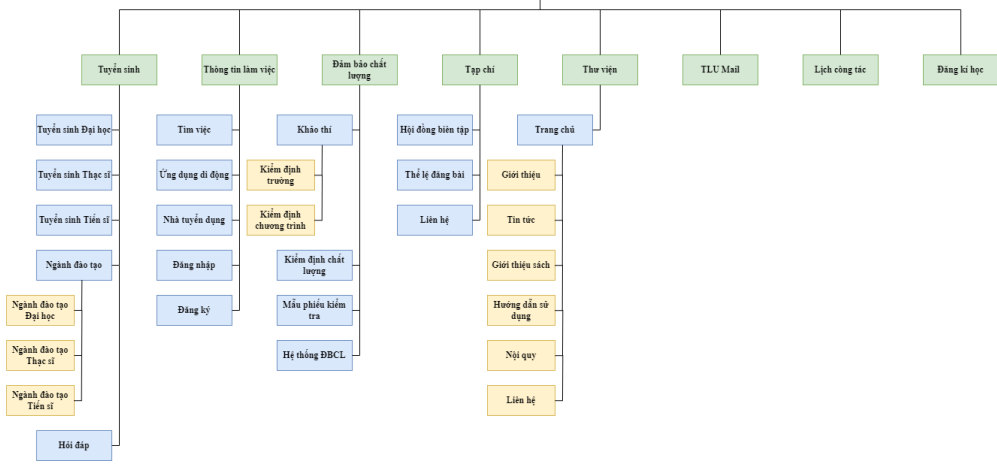 Tuyển sinh
Thông tin làm việc
Đảm bảo chất
lượng
Tạp chí
Thư viện
TLU Mail
Lịch công tác
Đăng kí học
Tuyển sinh Đại học
Tuyển sinh Thạc sĩ
Tuyển sinh Tiến sĩ
Ngành đào tạo
Ngành đào tạo
Đại học
Ngành đào tạo
Thạc sĩ
Ngành đào tạo
Tiến sĩ
Hỏi đáp
Tìm việc
Ứng dụng di động
Nhà tuyển dụng
Đăng nhập
Đăng ký
Khảo thí
Kiểm định
trường
Kiểm định
chương trình
Kiểm định chất
lượng
Mẫu phiếu kiểm
tra
Hệ thống ĐBCL
Hội đồng biên tập
Thể lệ đăng bài
Liên hệ
Trang chủ
Giới thiệu
Tin tức
Giới thiệu sách
Hướng dẫn sử
dụng
Nội quy
Liên hệ